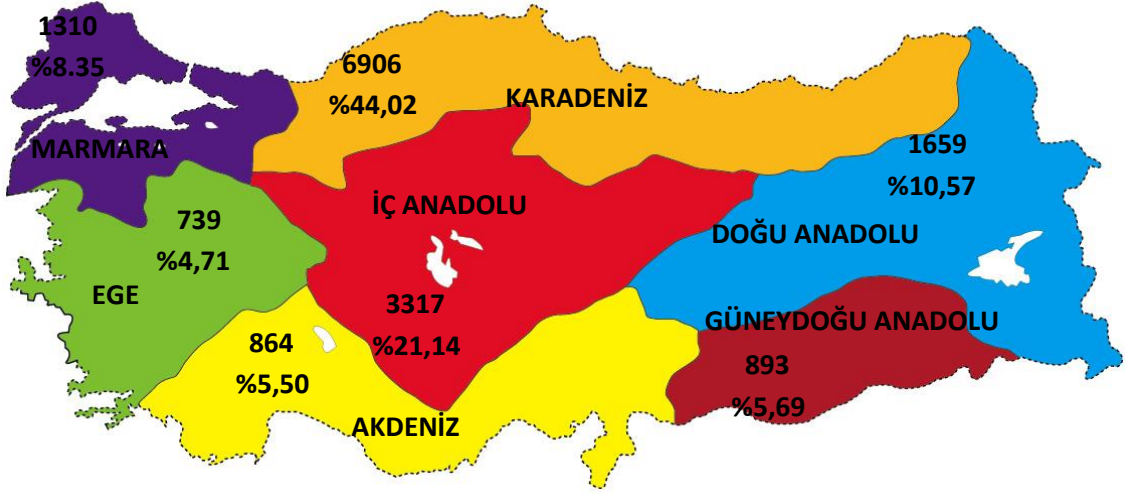 1310
%8.35
MARMARA
6906
%44,02
KARADENİZ
1659
%10,57
DOĞU ANADOLU
İÇ ANADOLU
3317
%21,14
739
%4,71
EGE
864
%5,50
AKDENİZ
GÜNEYDOĞU ANADOLU
893
%5,69